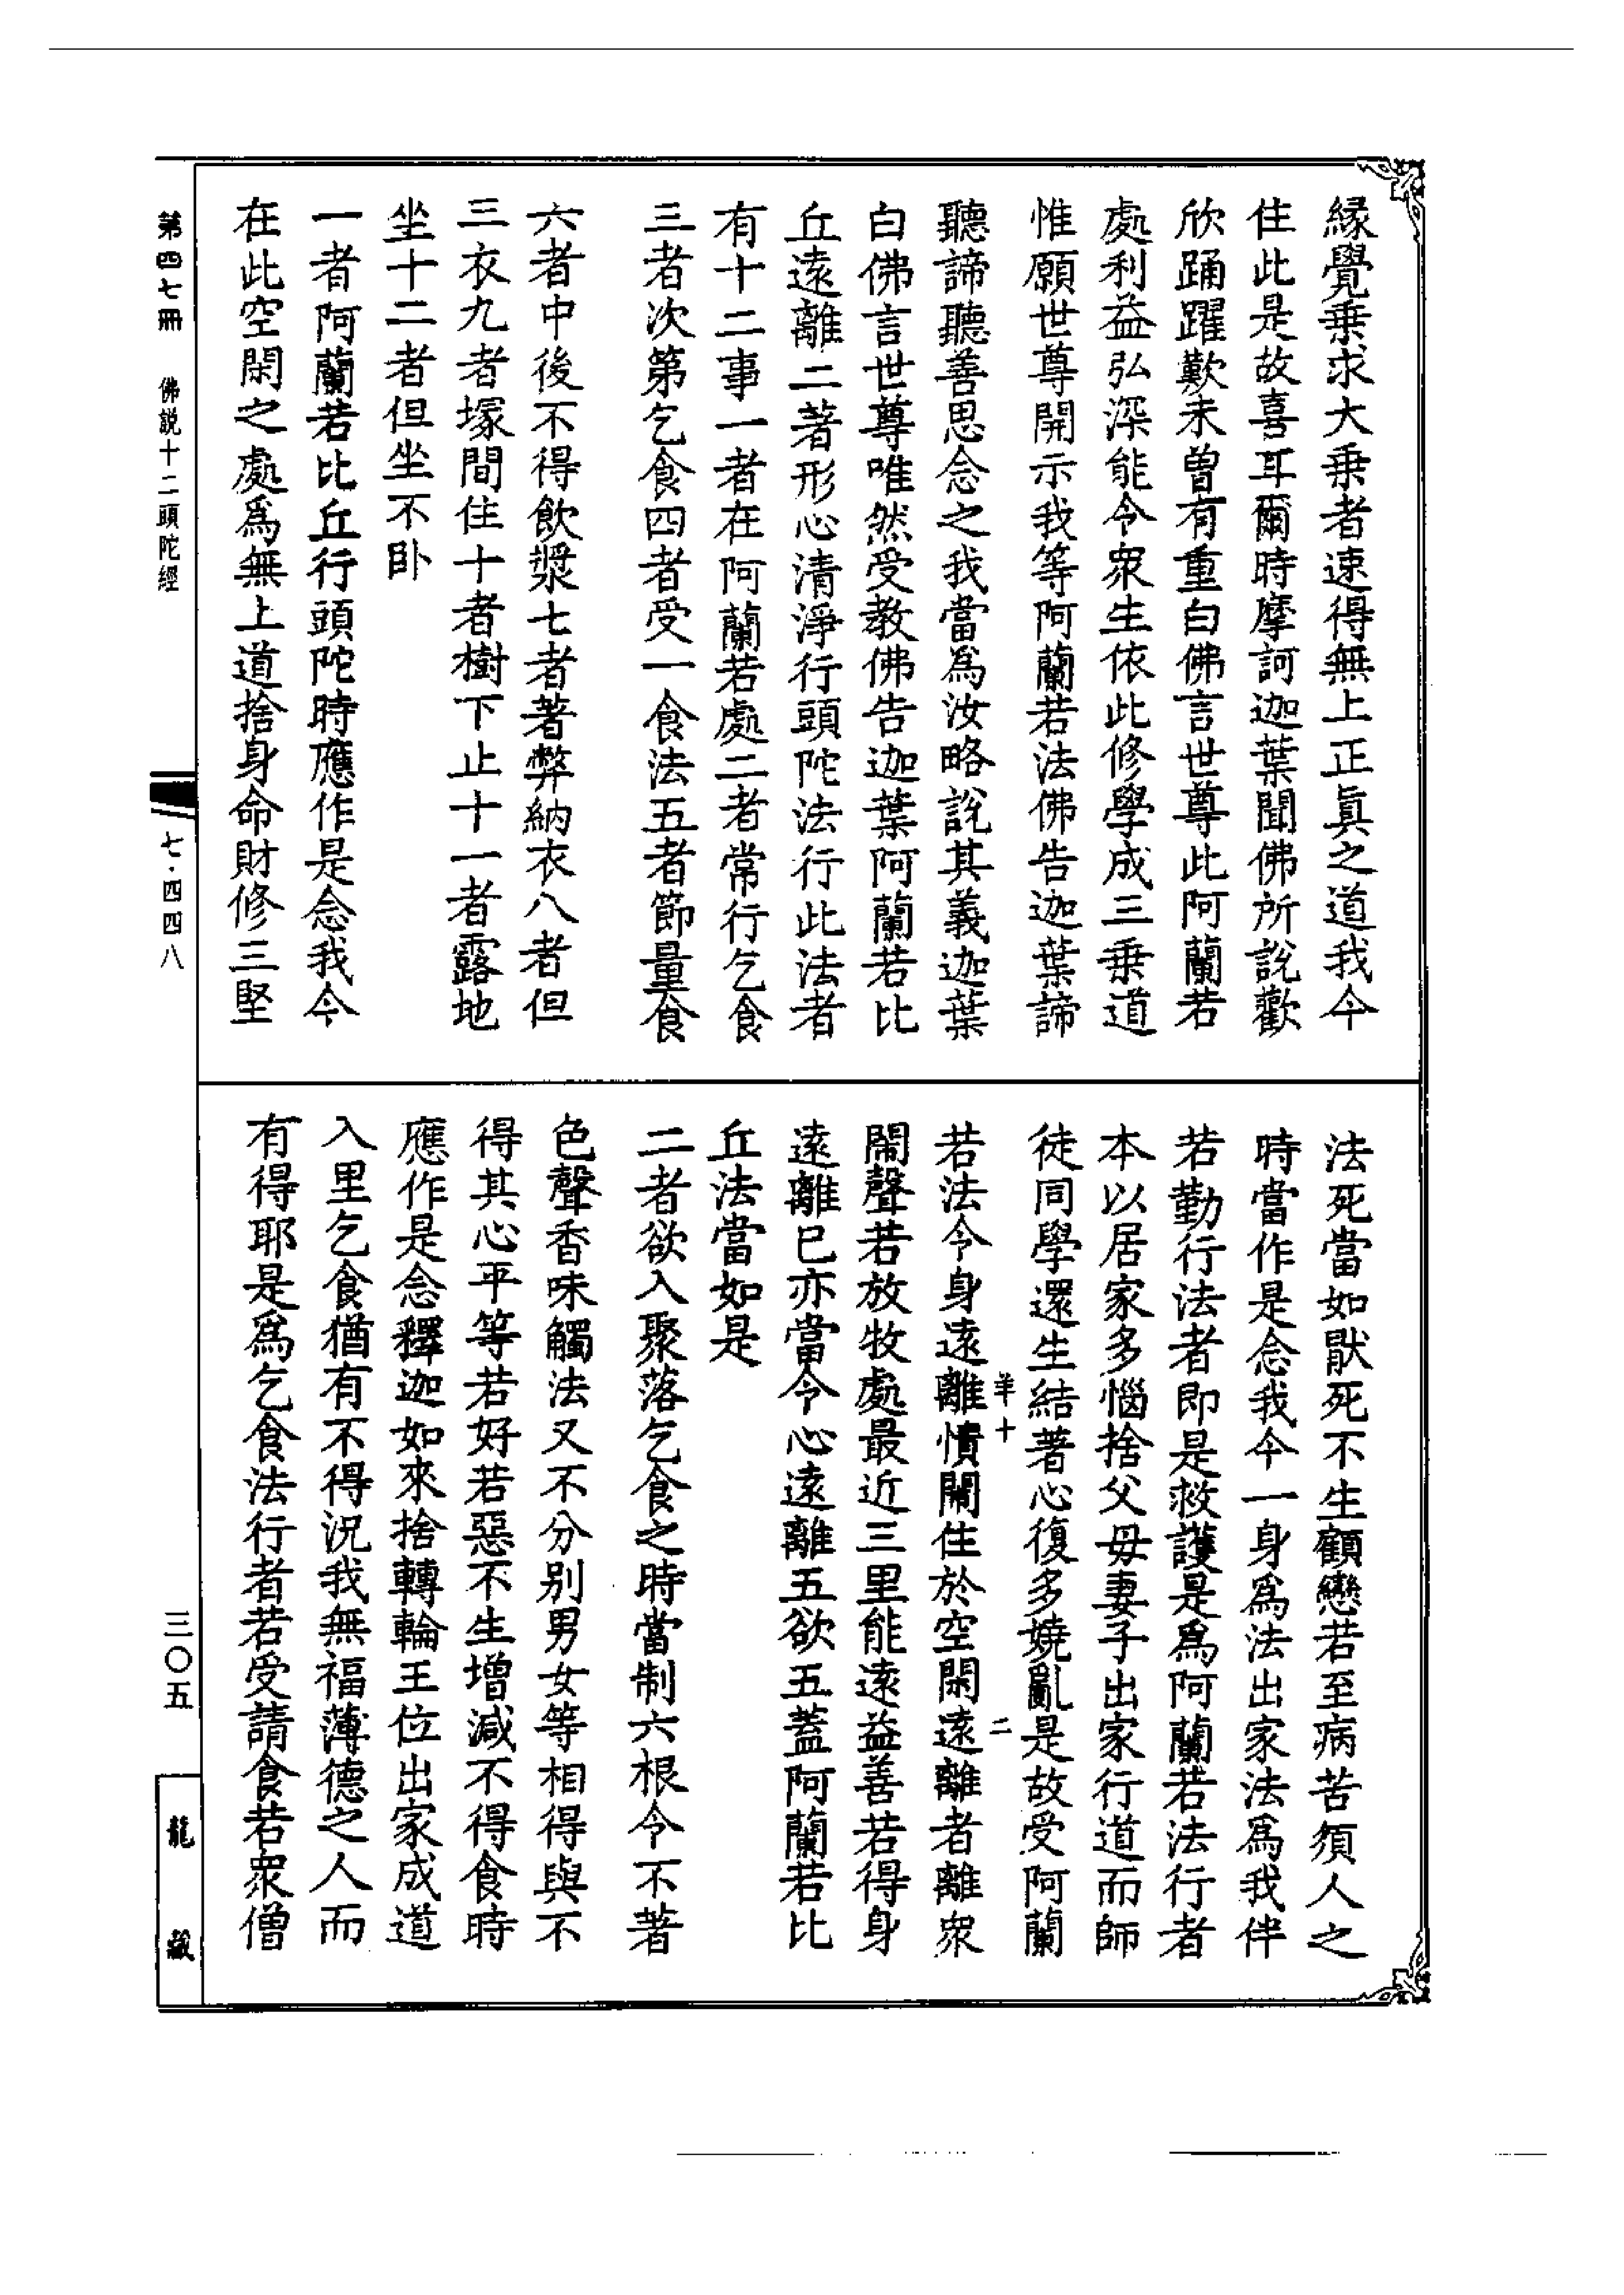 緣覺乗求大乗者速得無上正眞之道我今
住此是故喜耳爾時摩訶迦葉聞佛所說歡
欣踊躍歎未曾有重白佛言世尊此阿蘭若
處利益弘深能令衆生依此修學成三乗道
惟願世尊開示我等阿蘭若法佛告迦葉諦
聽諦聽善思念之我當爲汝略說其義迦葉
白佛言世尊唯然受教佛告迦葉阿蘭若比
丘遠離二著形心清淨行頭陀法行此法者
有十二事一者在阿蘭若處二者常行乞食
三者次第乞食四者受一食法五者節量食
六者中後不得飲漿七者著弊納衣八者但
三衣九者塚間住十者樹下止十一者露地
坐十二者但坐不卧
一者阿蘭若比丘行頭陀時應作是念我今
在此空閑之處爲無上道捨身命財修三堅
法死當如獸死不生顧戀若至病苦須人之
時當作是念我今一身爲法出家法爲我伴
若勤行法者即是救護是爲阿蘭若法行者
本以居家多惱捨父母妻子出家行道而師
徒同學還生結著心復多嬈亂是故受阿蘭
羊十 二
若法令身遠離憒閙住於空閑遠離者離衆
閙聲若放牧處最近三里能遠益善若得身
遠離已亦當令心遠離五欲五蓋阿蘭若比
丘法當如是
二者欲入聚落乞食之時當制六根令不著
色聲香味觸法又不分別男女等相得與不
得其心平等若好若惡不生增減不得食時
應作是念釋迦如來捨轉輪王位出家成道
入里乞食猶有不得況我無福薄德之人而
有得耶是爲乞食法行者若受請食若衆僧
第四七冊 佛説十二頭陀經
七·四四八
三〇五
龍藏